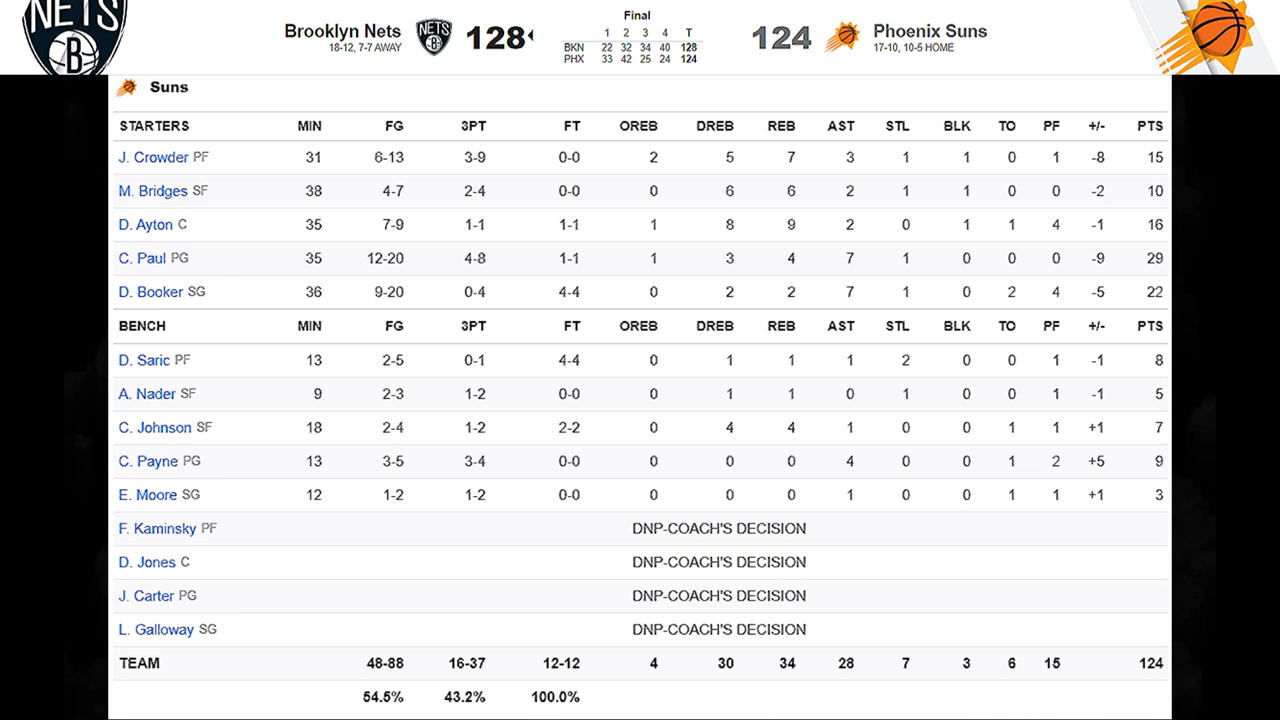 NETS
B
Brooklyn Nets
18-12, 7-7 AWAY
NETS
B
128
Final
1 2 3 4 T
BKN 22 32 34 40 128
PHX 33 42 25 24 124
124
Phoenix Suns
17-10, 10-5 HOME
Suns
STARTERS MIN FG 3PT FT OREB DREB REB AST STL BLK TO PF +/- PTS
J. Crowder PF 31 6-13 3-9 0-0 2 5 7 3 1 1 0 1 -8 15
M. Bridges SF 38 4-7 2-4 0-0 0 6 6 2 1 1 0 0 -2 10
D. Ayton C 35 7-9 1-1 1-1 1 8 9 2 0 1 1 4 -1 16
C. Paul PG 35 12-20 4-8 1-1 1 3 4 7 1 0 0 0 -9 29
D. Booker SG 36 9-20 0-4 4-4 0 2 2 7 1 0 2 4 -5 22
BENCH MIN FG 3PT FT OREB DREB REB AST STL BLK TO PF +/- PTS
D. Saric PF 13 2-5 0-1 4-4 0 1 1 1 2 0 0 1 -1 8
A. Nader SF 9 2-3 1-2 0-0 0 1 1 0 1 0 0 1 -1 5
C. Johnson SF 18 2-4 1-2 2-2 0 4 4 1 0 0 1 1 +1 7
C. Payne PG 13 3-5 3-4 0-0 0 0 0 4 0 0 1 2 +5 9
E. Moore SG 12 1-2 1-2 0-0 0 0 0 1 0 0 1 1 +1 3
F. Kaminsky PF DNP-COACH'S DECISION
D. Jones C DNP-COACH'S DECISION
J. Carter PG DNP-COACH'S DECISION
L. Galloway SG DNP-COACH'S DECISION
TEAM 48-88 16-37 12-12 4 30 34 28 7 3 6 15 124
54.5% 43.2% 100.0%